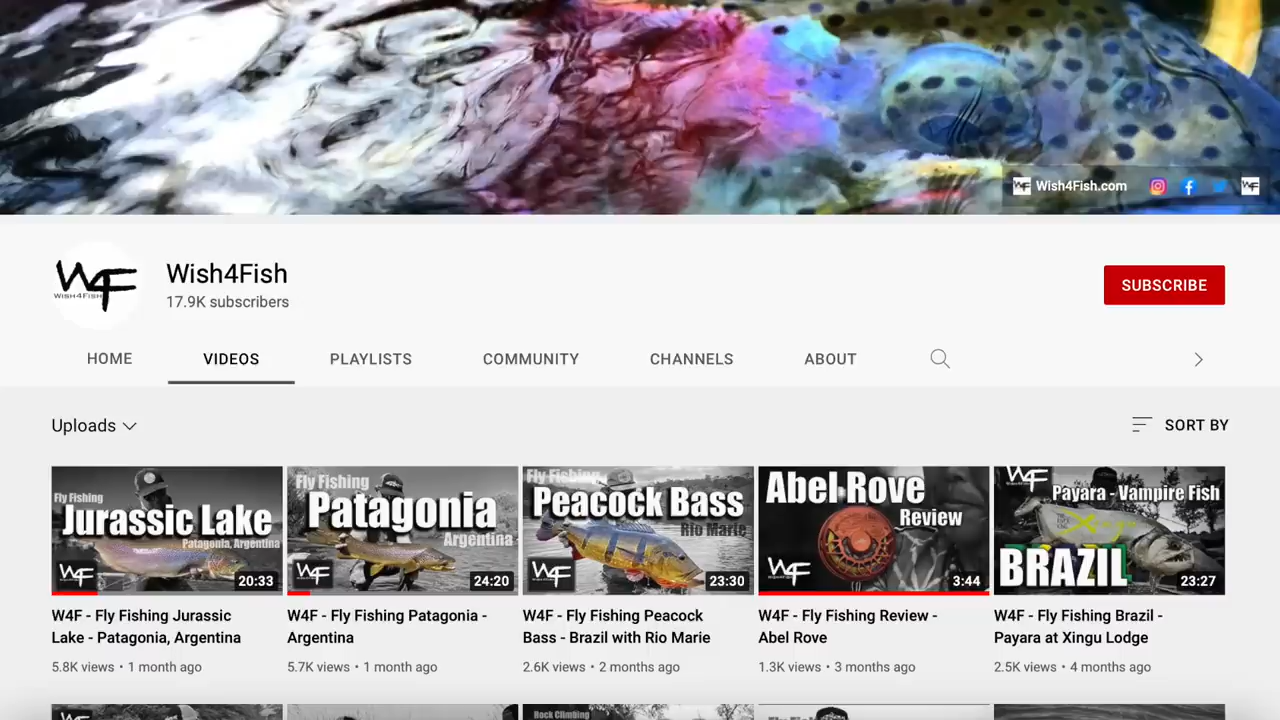 Wish4Fish.com
W4F
WISH4FISH
Wish4Fish
17.9K subscribers
SUBSCRIBE
HOME
VIDEOS
PLAYLISTS
COMMUNITY
CHANNELS
ABOUT
Uploads
SORT BY
Fly Fishing
Jurassic Lake
Patagonia, Argentina
W4F
20:33
Fly Fishing
Patagonia
Argentina
W4F
24:20
Fly Fishing
Peacock Bass
Rio Marie
W4F
23:30
Abel Rove
Review
W4F
3:44
W4F
Payara - Vampire Fish
BRAZIL
23:27
W4F - Fly Fishing Jurassic
Lake - Patagonia, Argentina
5.8K views • 1 month ago
W4F - Fly Fishing Patagonia -
Argentina
5.7K views • 1 month ago
W4F - Fly Fishing Peacock
Bass - Brazil with Rio Marie
2.6K views • 2 months ago
W4F - Fly Fishing Review -
Abel Rove
1.3K views • 3 months ago
W4F - Fly Fishing Brazil -
Payara at Xingu Lodge
2.5K views • 4 months ago
Rock Climbing